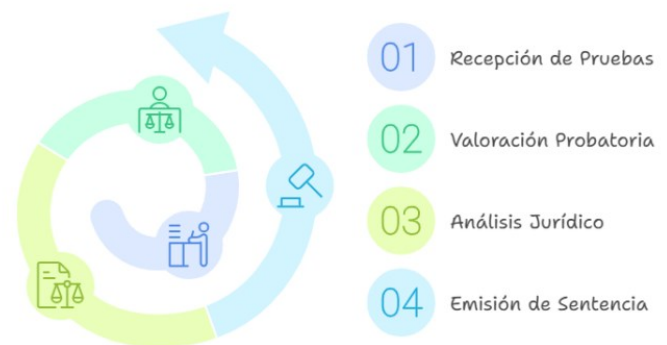 01 Recepción de Pruebas
02 Valoración Probatoria
03 Análisis Jurídico
04 Emisión de Sentencia